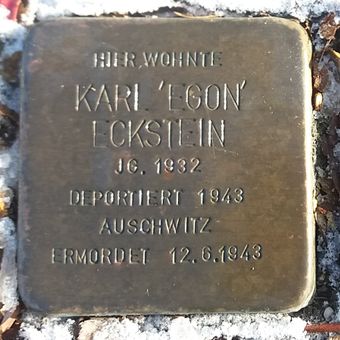 HIER WOHNTE
KARL 'EGON'
ECKSTEIN
JG. 1932
DEPORTIERT 1943
AUSCHWITZ
ERMORDET 12.6.1943